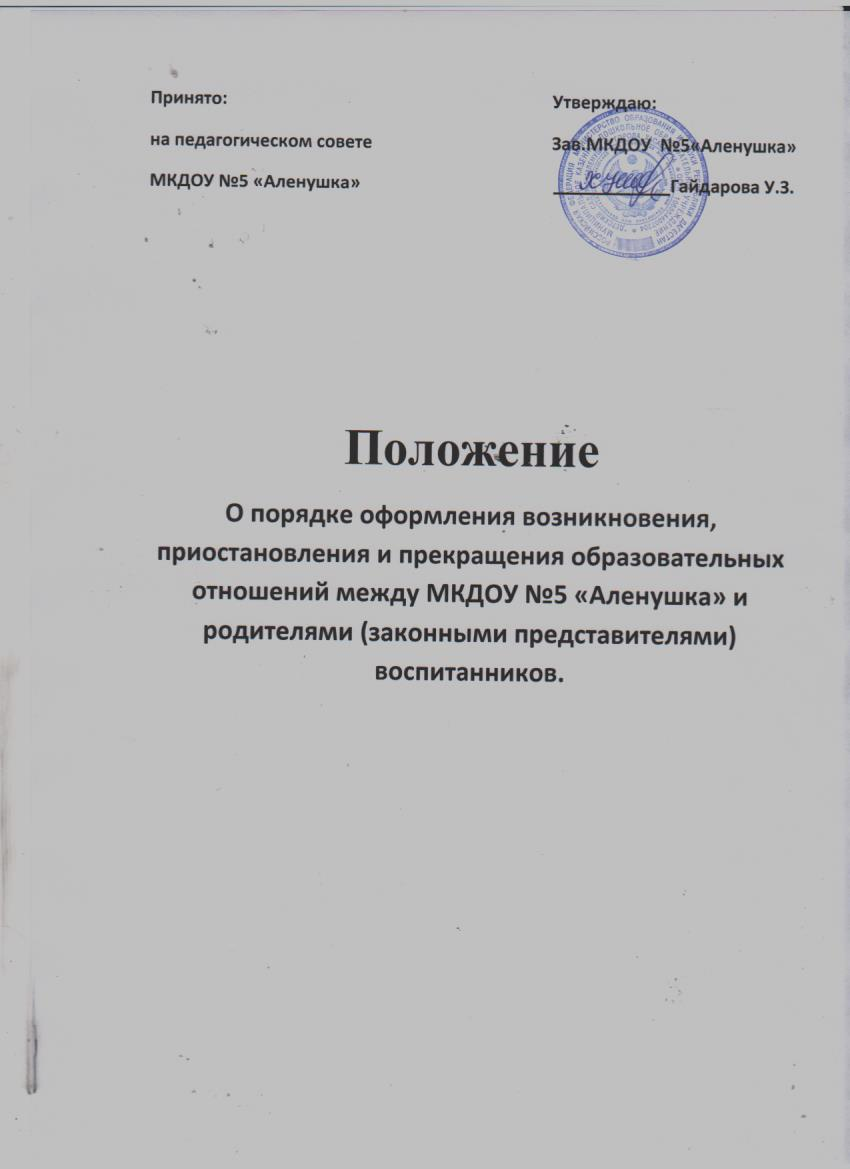 Принято:
на педагогическом совете
МКДОУ №5 «Аленушка»
Утверждаю:
Зав.МКДОУ №5«Аленушка»
Гайдарова У.З.
Положение
О порядке оформления возникновения,
приостановления и прекращения образовательных
отношений между МКДОУ №5 «Аленушка» и
родителями (законными представителями)
воспитанников.